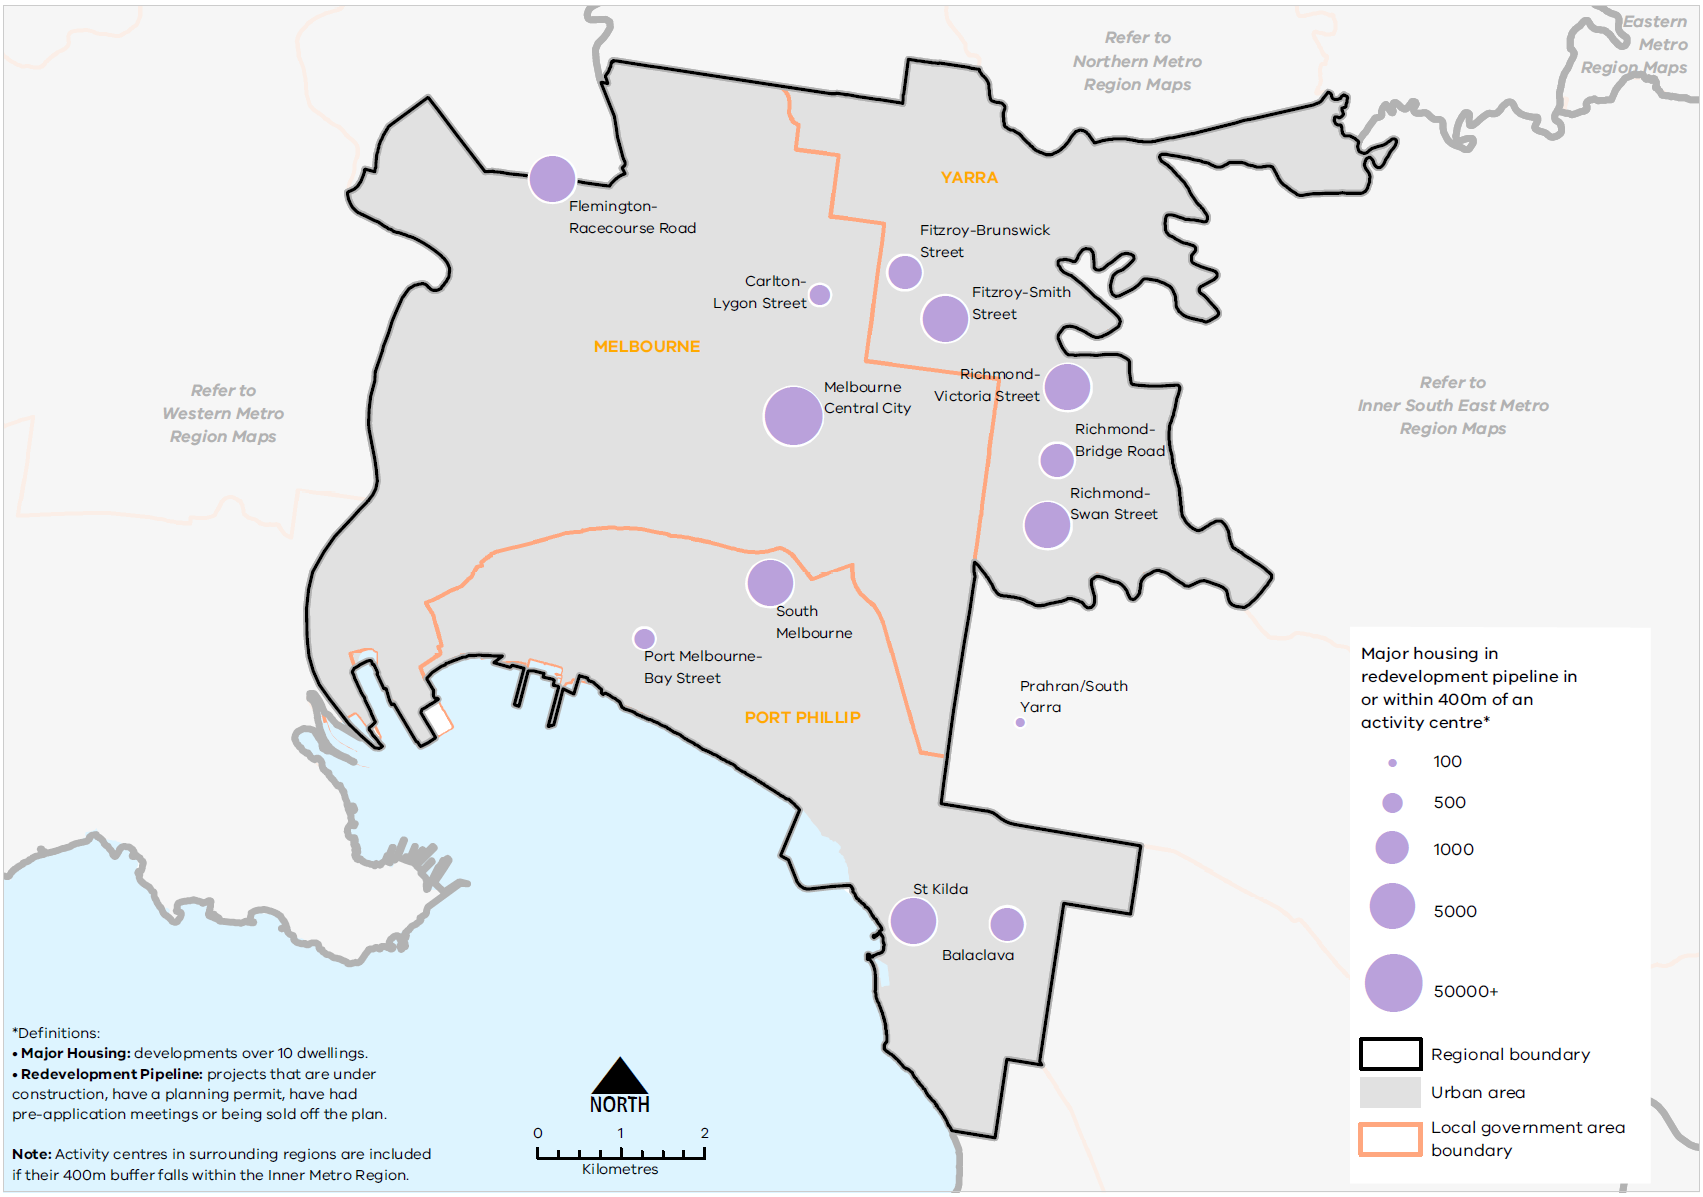 Refer to
Northern Metro
Region Maps
Eastern
Metro
Region Maps
YARRA
Flemington-
Racecourse Road
Fitzroy-Brunswick
Street
Carlton-
Lygon Street
Fitzroy-Smith
Street
MELBOURNE
Richmond-
Victoria Street
Melbourne
Central City
Refer to
Western Metro
Region Maps
Refer to
Inner South East Metro
Region Maps
Richmond-
Bridge Road
Richmond-
Swan Street
South
Melbourne
Port Melbourne-
Bay Street
Prahran/South
Yarra
PORT PHILLIP
St Kilda
Balaclava
Major housing in
redevelopment pipeline in
or within 400m of an
activity centre*
100
500
1000
5000
50000+
Regional boundary
Urban area
Local government area
boundary
*Definitions:
• Major Housing: developments over 10 dwellings.
• Redevelopment Pipeline: projects that are under
construction, have a planning permit, have had
pre-application meetings or being sold off the plan.
Note: Activity centres in surrounding regions are included
if their 400m buffer falls within the Inner Metro Region.
NORTH
0 1 2
Kilometres